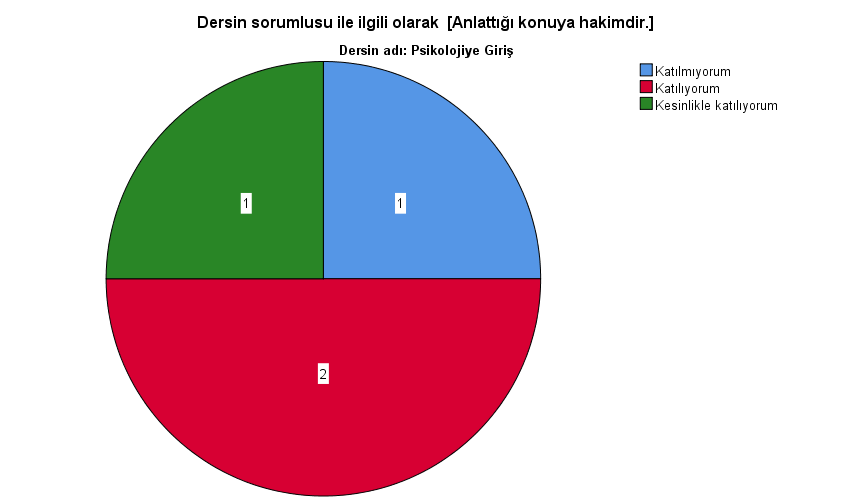 Dersin sorumlusu ile ilgili olarak [Anlattığı konuya hakimdir.]
Dersin adı: Psikolojiye Giriş
Katılmıyorum
Katılıyorum
Kesinlikle katılıyorum
1
1
2